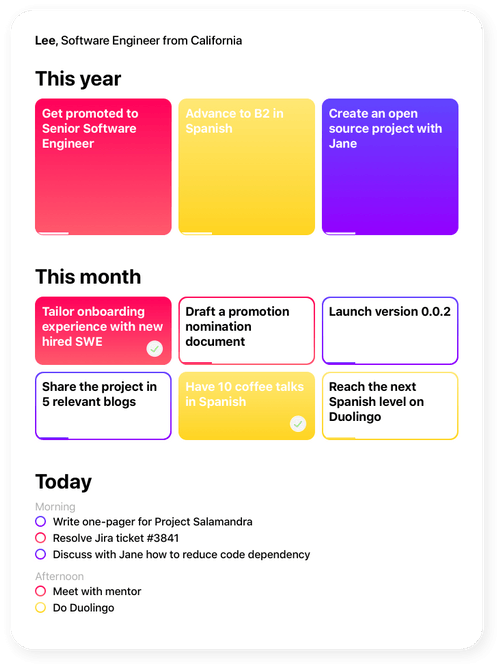 Lee, Software Engineer from California
This year
Get promoted to
Senior Software
Engineer
Advance to B2 in
Spanish
Create an open
source project with
Jane
This month
Tailor onboarding
experience with new
hired SWE
Draft a promotion
nomination
document
Launch version 0.0.2
Share the project in
5 relevant blogs
Have 10 coffee talks
in Spanish
Reach the next
Spanish level on
Duolingo
Today
Morning
Write one-pager for Project Salamandra
Resolve Jira ticket #3841
Discuss with Jane how to reduce code dependency
Afternoon
Meet with mentor
Do Duolingo